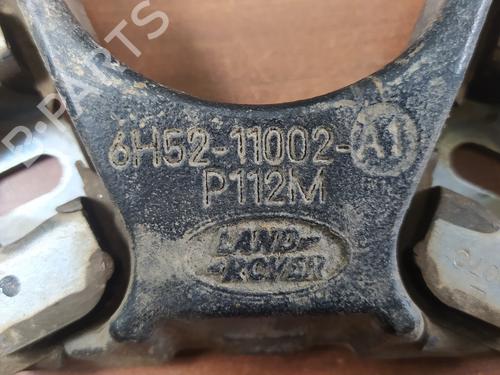 6H52-11002-A1
P112M
LAND-
-ROVER
B-PARTS